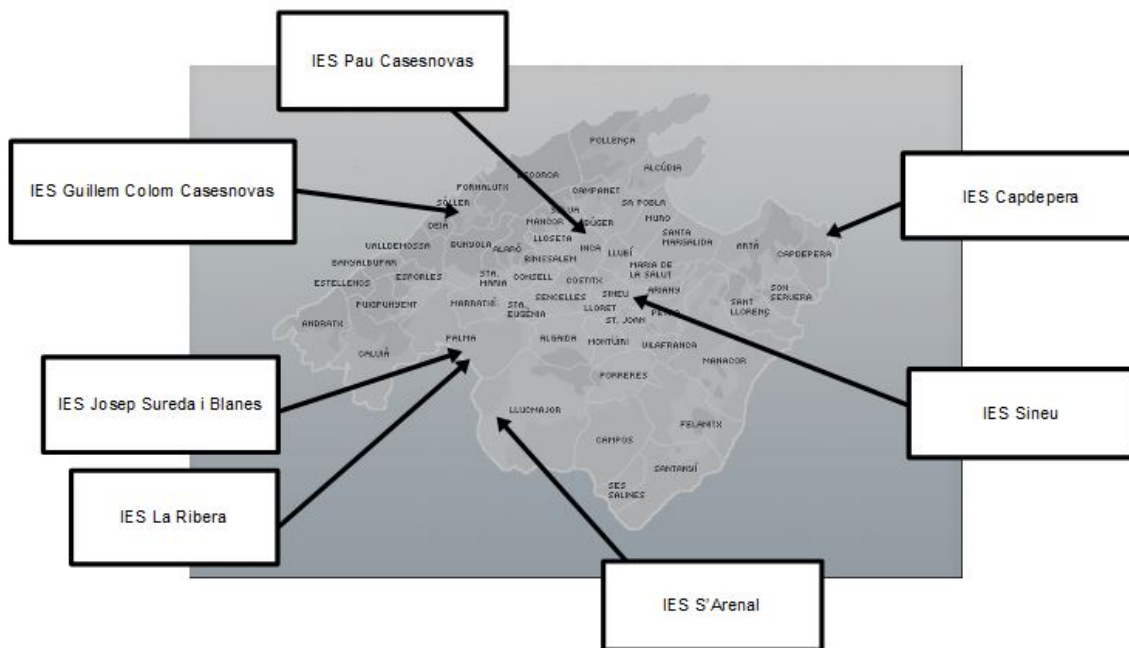 IES Pau Casesnovas
IES Guillem Colom Casesnovas
IES Capdepera
IES Josep Sureda i Blanes
IES Sineu
IES La Ribera
IES S'Arenal
POLLENÇA
ALCÚDIA
ESCORCA
FORNALUTX
CAMPANET
SÓLLER
SELVA
SA POBLA
DEIÀ
MANCOR
BÚGER
MURO
SANTA
MARGALIDA
VALLDEMOSSA
BUNYOLA
ALARÓ
LLOSETA
INCA
LLUBÍ
ARTÀ
CAPDEPERA
BANYALBUFAR
BINISSALEM
MARIA DE
LA SALUT
ESTELLENCS
ESPORLES
STA.
MARIA
CONSELL
COSTITX
ARIANY
SON
SERVERA
PUIGPUNYENT
MARRATXÍ
STA.
EUGÈNIA
SENCELLES
SINEU
LLORET
ST. JOAN
PETRA
SANT
LLORENÇ
ANDRATX
CALVIÀ
PALMA
ALGAIDA
MONTUÏRI
VILAFRANCA
MANACOR
PORRERES
LLUCMAJOR
CAMPOS
FELANITX
SANTANYÍ
SES
SALINES